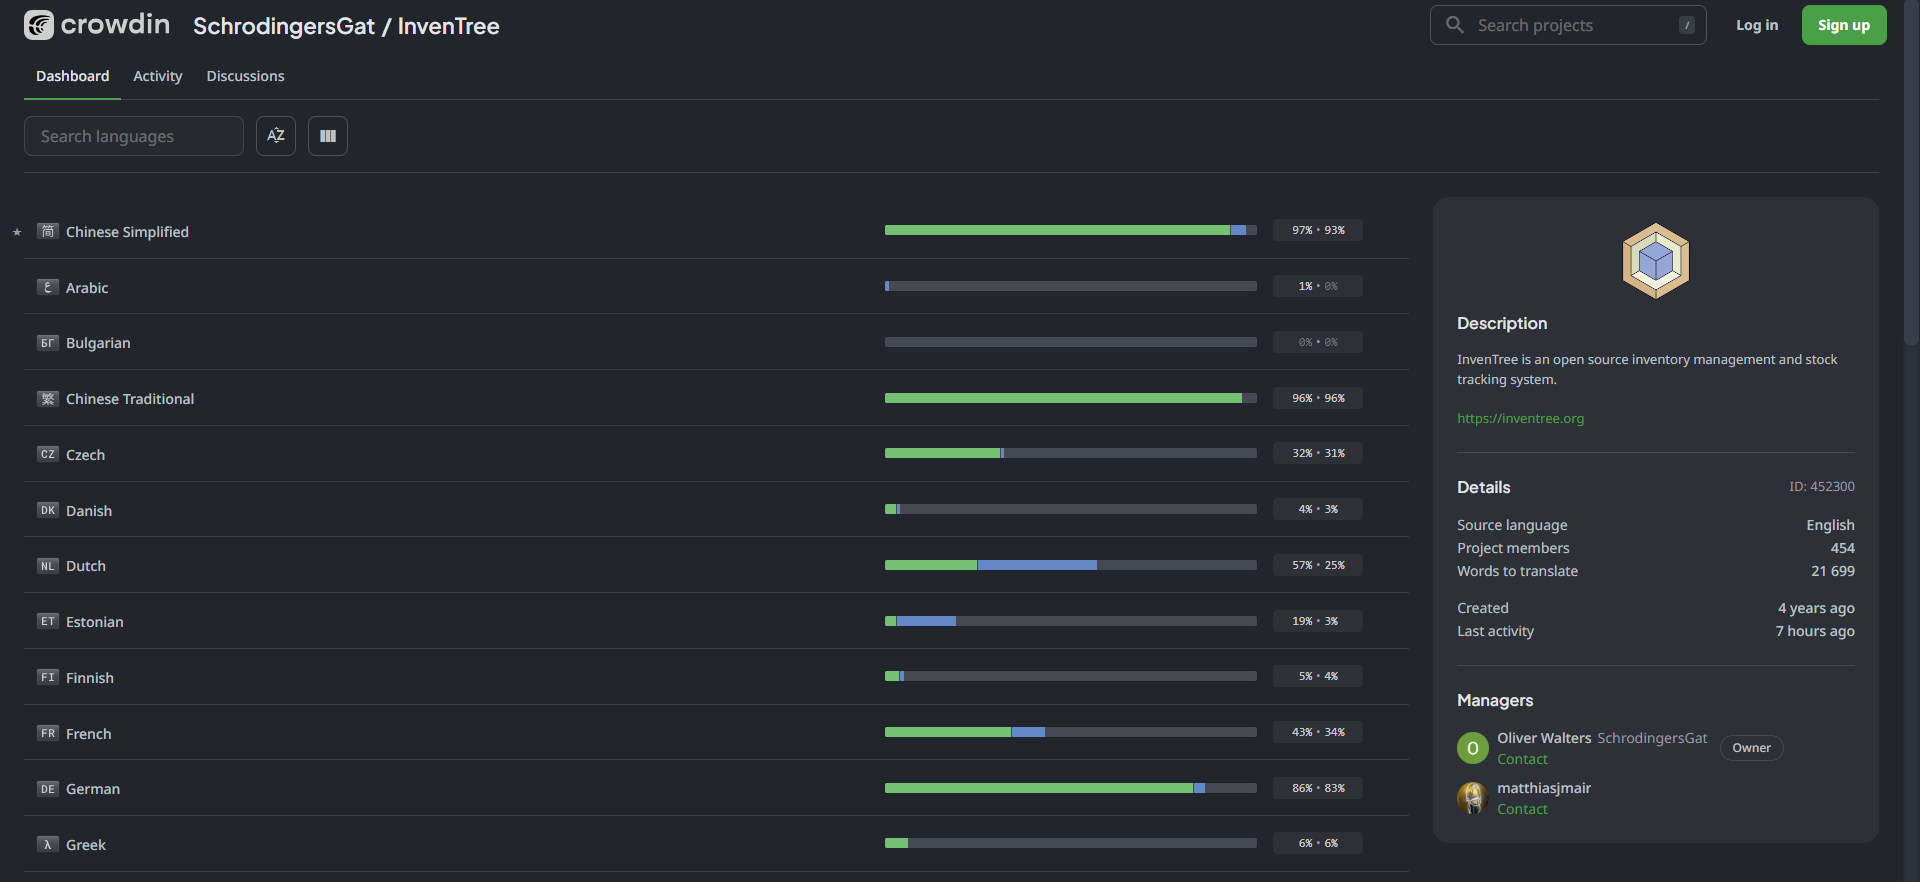 crowdin SchrodingersGat / InvenTree
Search projects /
Log in
Sign up
Dashboard Activity Discussions
Search languages
AZ
简 Chinese Simplified 97% • 93%
ع Arabic 1% • 0%
БГ Bulgarian 0% • 0%
繁 Chinese Traditional 96% • 96%
CZ Czech 32% • 31%
DK Danish 4% • 3%
NL Dutch 57% • 25%
ET Estonian 19% • 3%
FI Finnish 5% • 4%
FR French 43% • 34%
DE German 86% • 83%
λ Greek 6% • 6%
Description
InvenTree is an open source inventory management and stock
tracking system.
https://inventree.org
Details ID: 452300
Source language English
Project members 454
Words to translate 21 699
Created 4 years ago
Last activity 7 hours ago
Managers
O Oliver Walters SchrodingersGat Owner
Contact
matthiasjmair
Contact